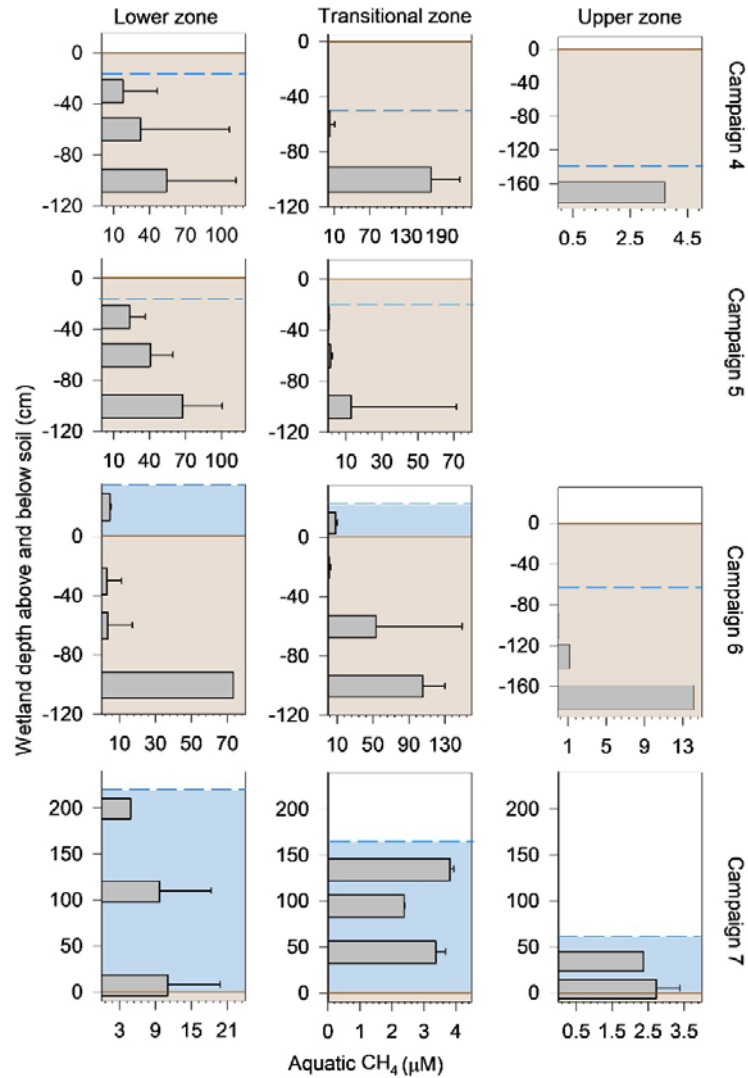 Lower zone
Transitional zone
Upper zone
0
-40
-80
-120
10 40 70 100
0
-40
-80
-120
10 70 130 190
0
-40
-80
-120
-160
0.5 2.5 4.5
Campaign 4
0
-40
-80
-120
10 40 70 100
0
-40
-80
-120
10 30 50 70
Campaign 5
Wetland depth above and below soil (cm)
0
-40
-80
-120
10 30 50 70
0
-40
-80
-120
10 50 90 130
0
-40
-80
-120
-160
1 5 9 13
Campaign 6
200
150
100
50
0
3 9 15 21
200
150
100
50
0
0 1 2 3 4
200
150
100
50
0
0.5 1.5 2.5 3.5
Campaign 7
Aquatic CH₄ (µM)